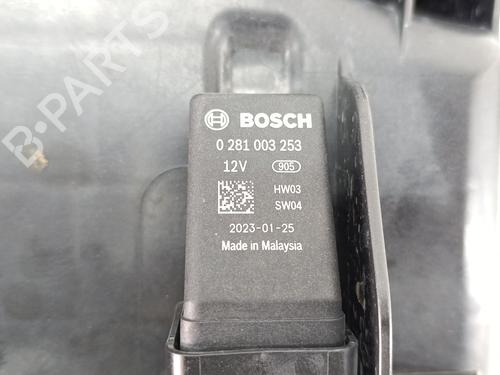 B-PARTS
BOSCH
0 281 003 253
12V 905
HW03
SW04
2023-01-25
Made in Malaysia